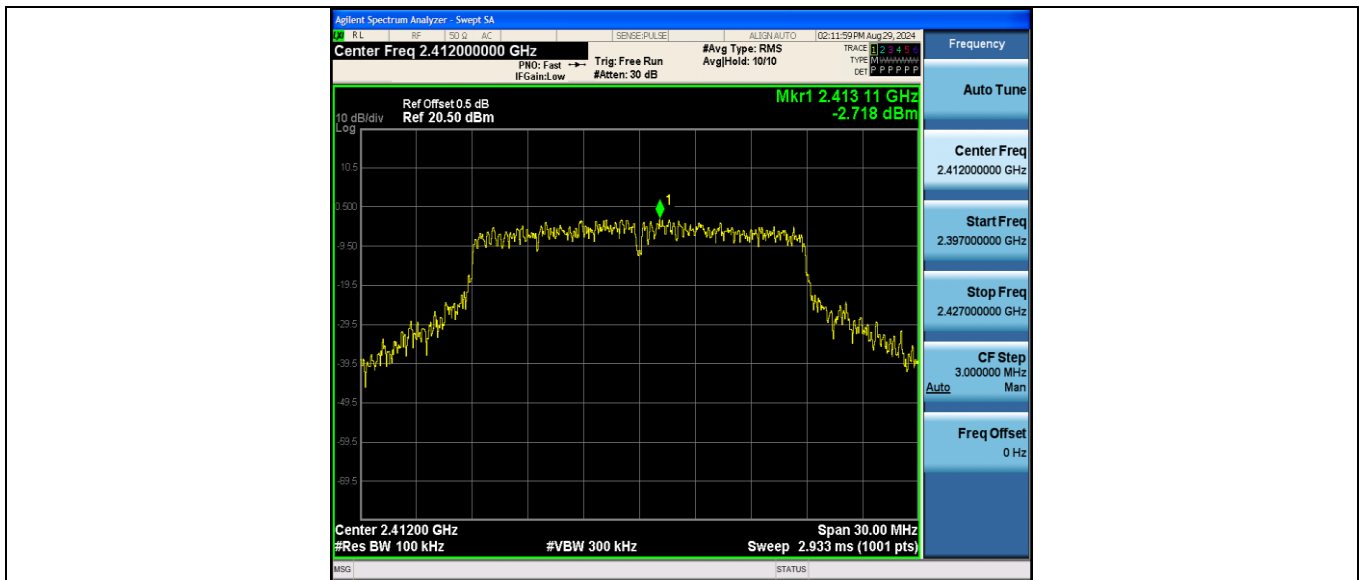 Agilent Spectrum Analyzer - Swept SA
RL RF 50 Ω AC SENSE:PULSE ALIGN AUTO 02:11:59 PM Aug 29, 2024
Center Freq 2.412000000 GHz
PNO: Fast
IFGain:Low
Trig: Free Run
#Atten: 30 dB
#Avg Type: RMS
Avg|Hold: 10/10
TRACE 1 2 3 4 5 6
TYPE M
DET P P P P P P
Mkr1 2.413 11 GHz
-2.718 dBm
Ref Offset 0.5 dB
10 dB/div Ref 20.50 dBm
Log
10.5
0.500
-9.50
-19.5
-29.5
-39.5
-49.5
-59.5
-69.5
1
Center 2.41200 GHz Span 30.00 MHz
#Res BW 100 kHz #VBW 300 kHz Sweep 2.933 ms (1001 pts)
MSG STATUS
Frequency
Auto Tune
Center Freq
2.412000000 GHz
Start Freq
2.397000000 GHz
Stop Freq
2.427000000 GHz
CF Step
3.000000 MHz
Auto Man
Freq Offset
0 Hz